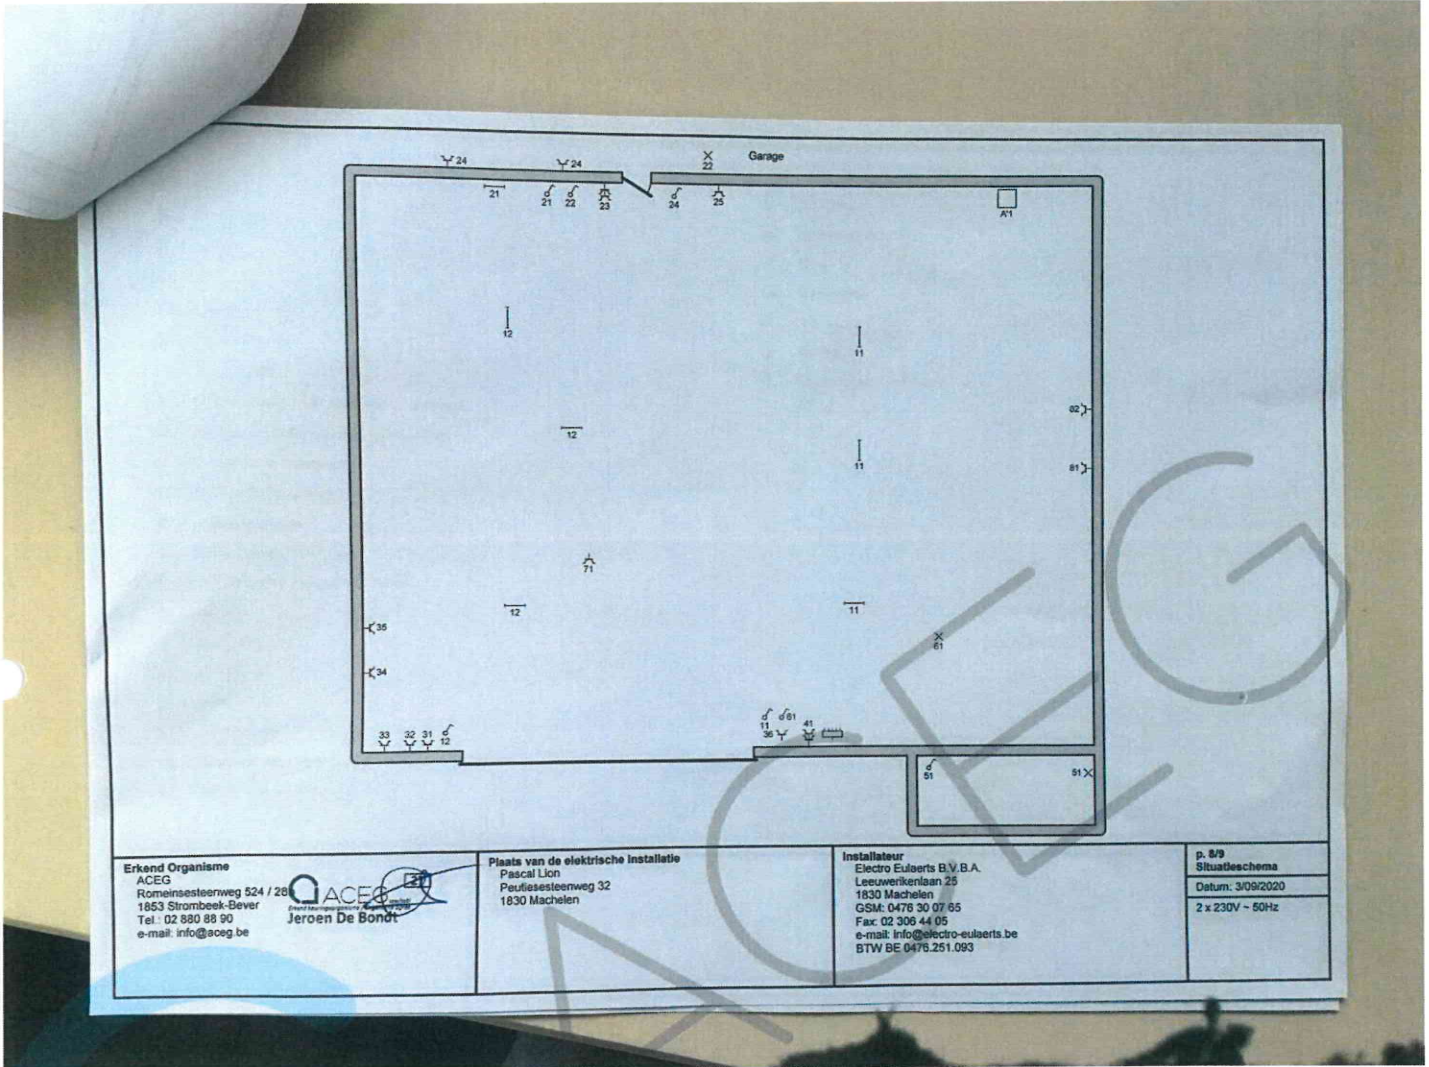 24
24
22
Garage
21
21
22
23
24
25
A'1
12
11
02
12
11
81
71
12
11
35
61
34
11
61
33
32
31
12
36
41
51
51
ACEG
Erkend Organisme
ACEG
Romeinsesteenweg 524 / 28
1853 Strombeek-Bever
Tel.: 02 880 88 90
e-mail: info@aceg.be
ACEG
Jeroen De Bondt
Plaats van de elektrische installatie
Pascal Lion
Peutiesesteenweg 32
1830 Machelen
Installateur
Electro Eulaerts B.V.B.A.
Leeuwerikenlaan 25
1830 Machelen
GSM: 0476 30 07 65
Fax: 02 306 44 05
e-mail: info@electro-eulaerts.be
BTW BE 0476.251.093
p. 8/9
Situatieschema
Datum: 3/09/2020
2 x 230V ~ 50Hz